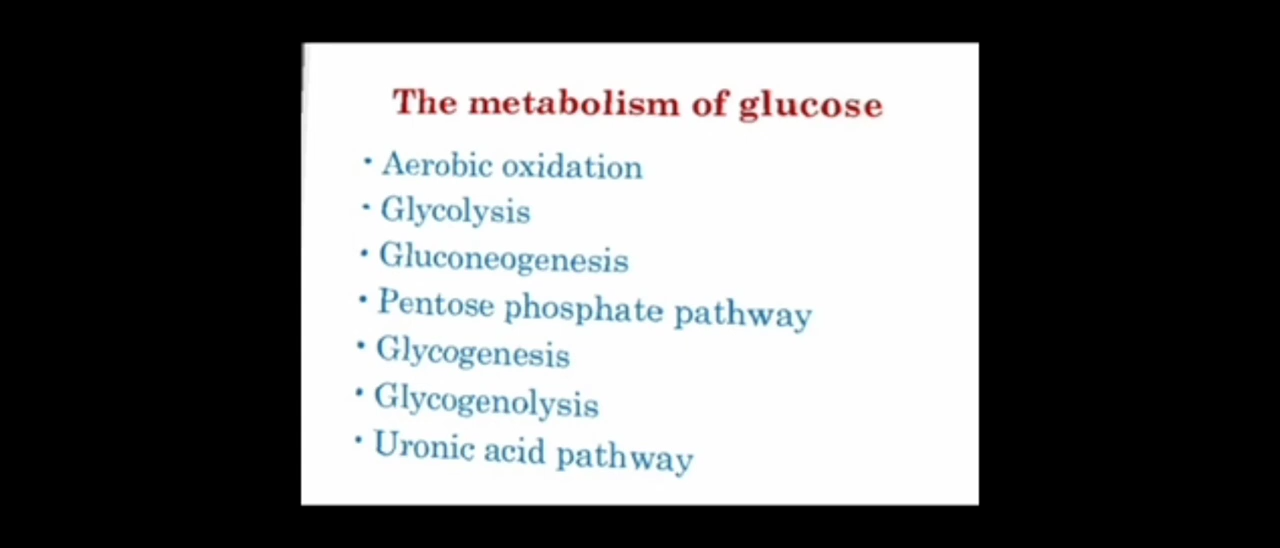 The metabolism of glucose
• Aerobic oxidation
• Glycolysis
• Gluconeogenesis
• Pentose phosphate pathway
• Glycogenesis
• Glycogenolysis
• Uronic acid pathway